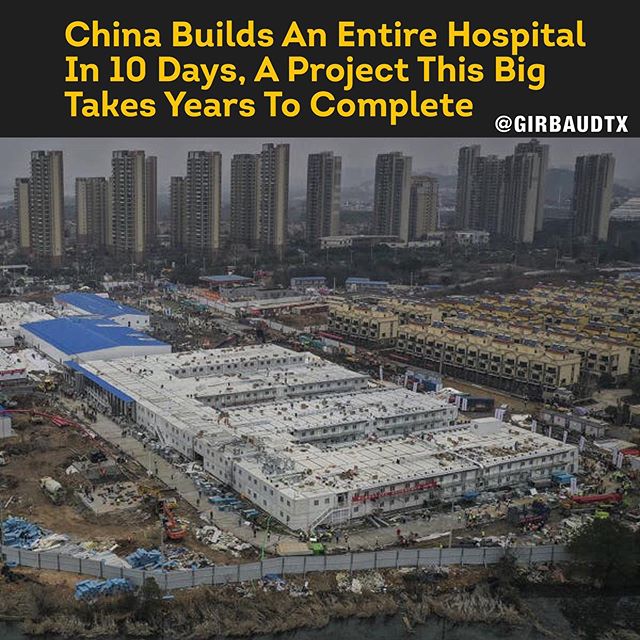 China Builds An Entire Hospital
In 10 Days, A Project This Big
Takes Years To Complete
@GIRBAUDTX